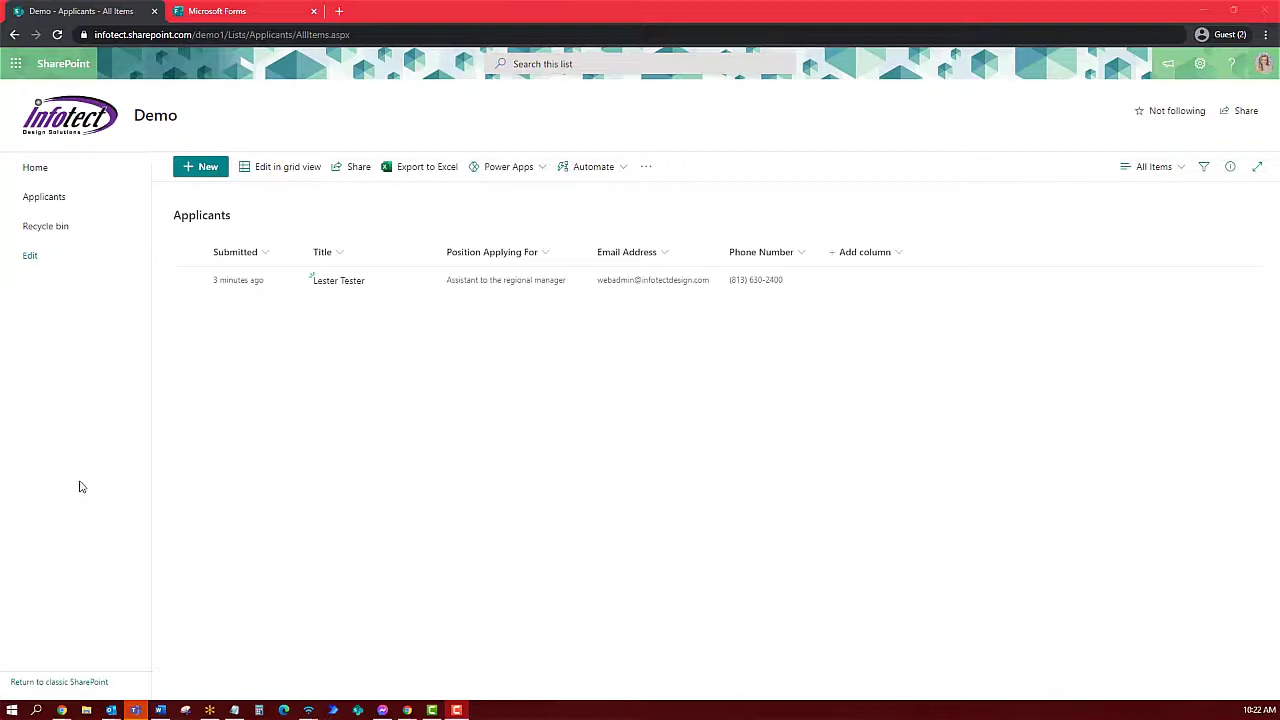 Demo - Applicants - All Items
Microsoft Forms
infotect.sharepoint.com/demo1/Lists/Applicants/AllItems.aspx
Guest (2)
SharePoint
Search this list
infotect
Design Solutions
Demo
Not following
Share
Home
Applicants
Recycle bin
Edit
New
Edit in grid view
Share
Export to Excel
Power Apps
Automate
All Items
Applicants
Submitted Title Position Applying For Email Address Phone Number + Add column
3 minutes ago Lester Tester Assistant to the regional manager webadmin@infotectdesign.com (813) 630-2400
Return to classic SharePoint
10:22 AM